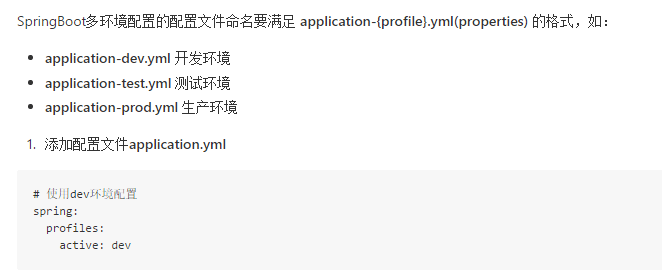 SpringBoot多环境配置的配置文件命名要满足 application-{profile}.yml(properties) 的格式，如：
• application-dev.yml 开发环境
• application-test.yml 测试环境
• application-prod.yml 生产环境
1. 添加配置文件application.yml
# 使用dev环境配置
spring:
  profiles:
    active: dev